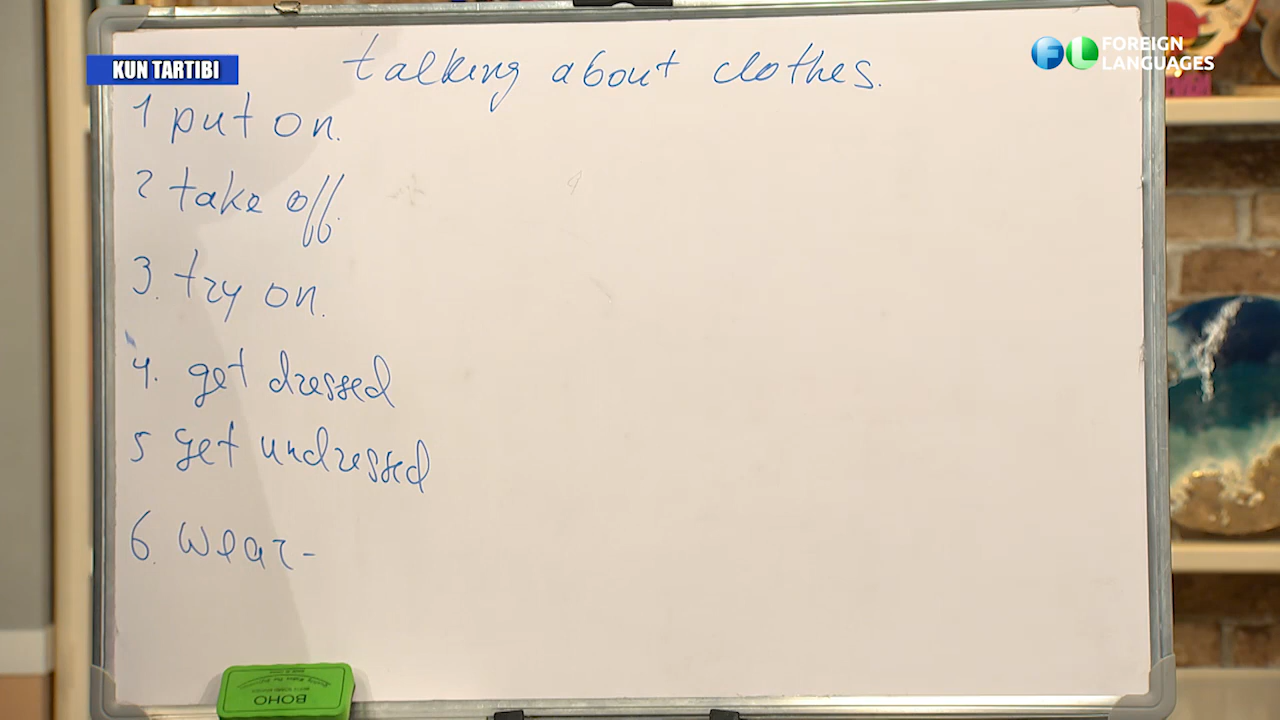 KUN TARTIBI
FOREIGN
LANGUAGES
talking about clothes.
1 put on.
2 take off.
3. try on.
4. get dressed
5 get undressed
6. wear -
BOHO